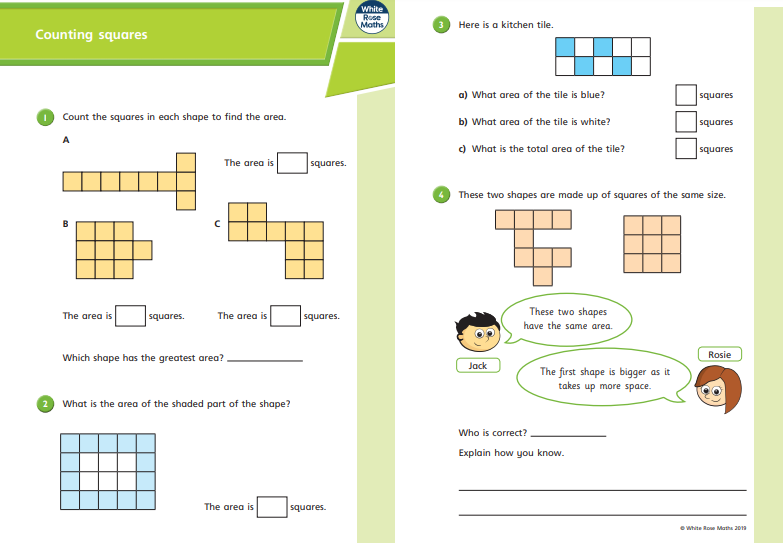 Counting squares
White
Rose
Maths
1 Count the squares in each shape to find the area.
A
The area is squares.
B
C
The area is squares.
The area is squares.
Which shape has the greatest area?
2 What is the area of the shaded part of the shape?
The area is squares.
3 Here is a kitchen tile.
a) What area of the tile is blue? squares
b) What area of the tile is white? squares
c) What is the total area of the tile? squares
4 These two shapes are made up of squares of the same size.
These two shapes
have the same area.
Jack
Rosie
The first shape is bigger as it
takes up more space.
Who is correct?
Explain how you know.
© White Rose Maths 2019